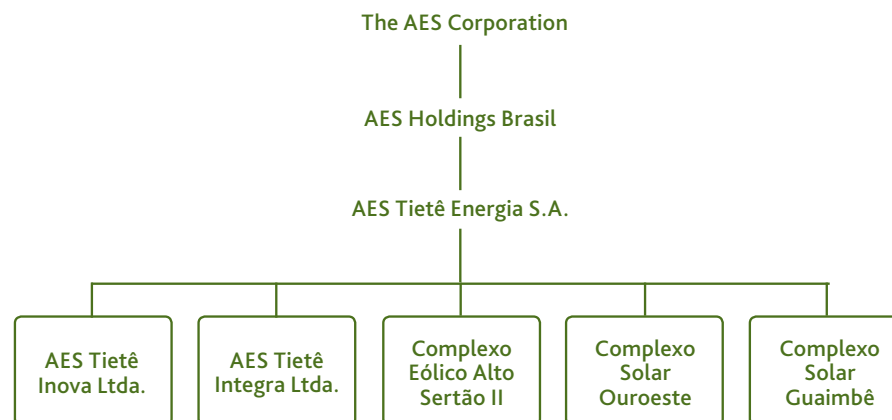 The AES Corporation
AES Holdings Brasil
AES Tietê Energia S.A.
AES Tietê
Inova Ltda.
AES Tietê
Integra Ltda.
Complexo
Eólico Alto
Sertão II
Complexo
Solar
Ouroeste
Complexo
Solar
Guaimbê